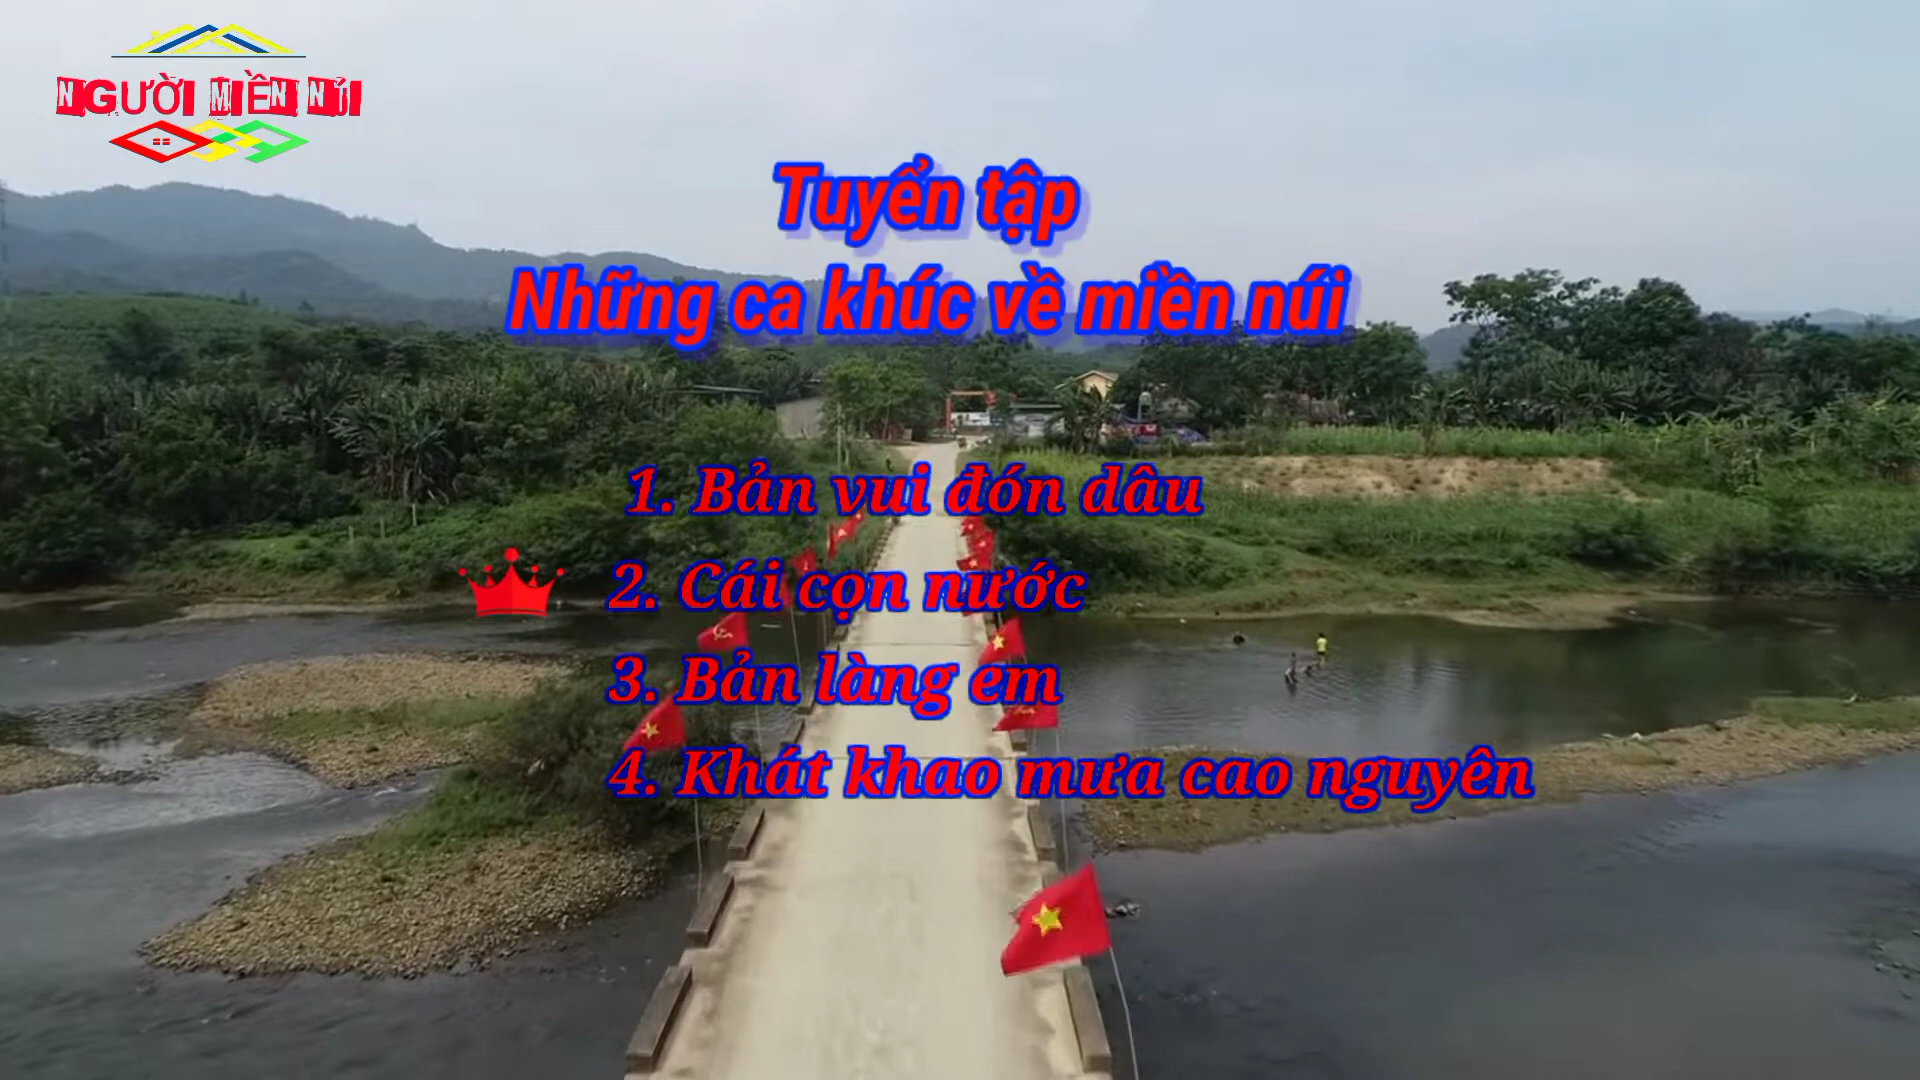 NGƯỜI MIỀN NÚI
Tuyển tập
Những ca khúc về miền núi
1. Bản vui đón dâu
2. Cái cọn nước
3. Bản làng em
4. Khát khao mưa cao nguyên